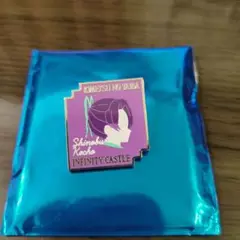 KIMETSU NO YAIBA
Shinobu
Kocho
INFINITY CASTLE